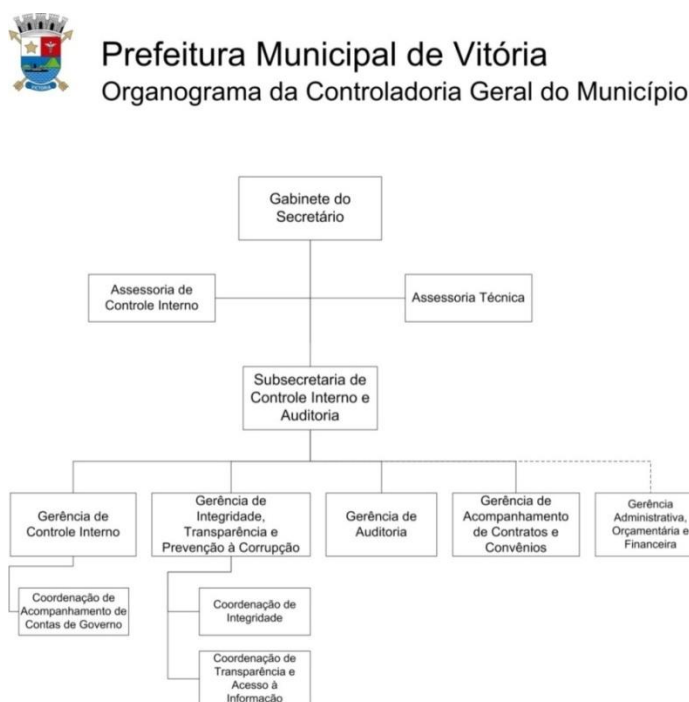 Prefeitura Municipal de Vitória
Organograma da Controladoria Geral do Município
Gabinete do
Secretário
Assessoria de
Controle Interno
Assessoria Técnica
Subsecretaria de
Controle Interno e
Auditoria
Gerência de
Controle Interno
Gerência de
Integridade,
Transparência e
Prevenção à Corrupção
Gerência de
Auditoria
Gerência de
Acompanhamento
de Contratos e
Convênios
Gerência
Administrativa,
Orçamentária e
Financeira
Coordenação de
Acompanhamento de
Contas de Governo
Coordenação de
Integridade
Coordenação de
Transparência e
Acesso à
Informação
VITÓRIA